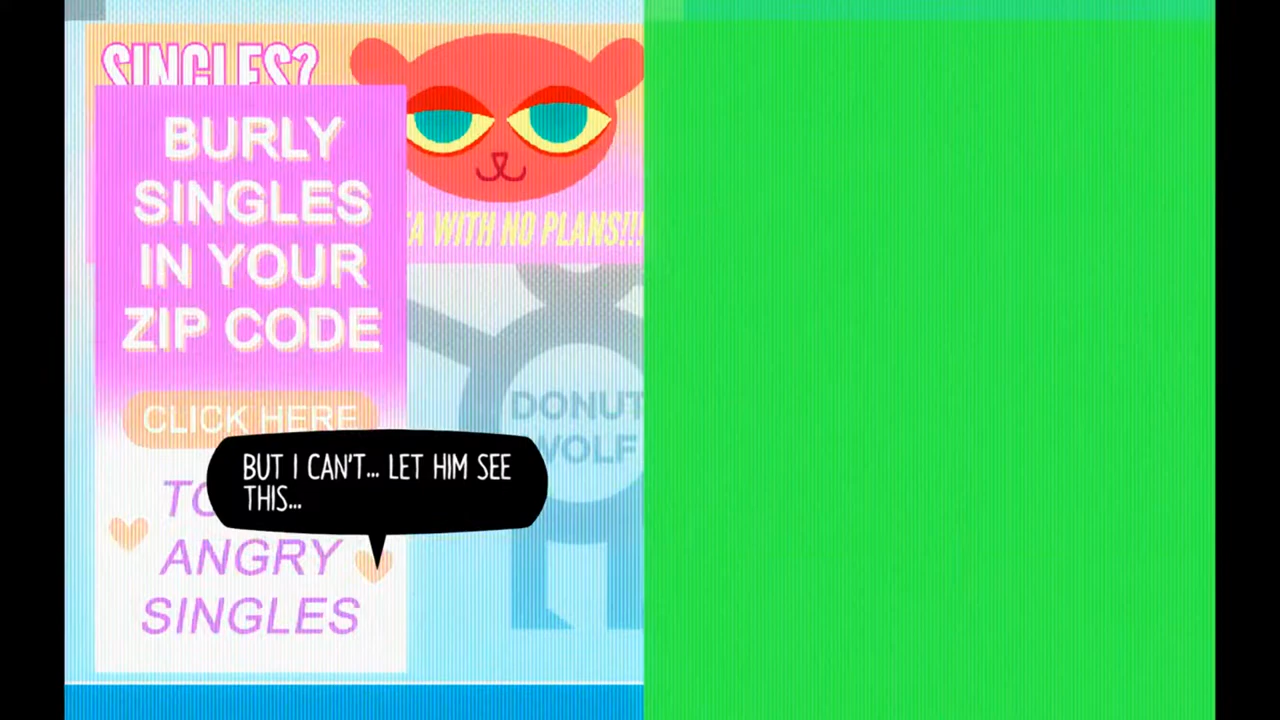 SINGLES?
BURLY
SINGLES
IN YOUR
ZIP CODE
CLICK HERE
WITH NO PLANS!!!
DONUT
WOLF
BUT I CAN'T... LET HIM SEE
THIS...
ANGRY
SINGLES